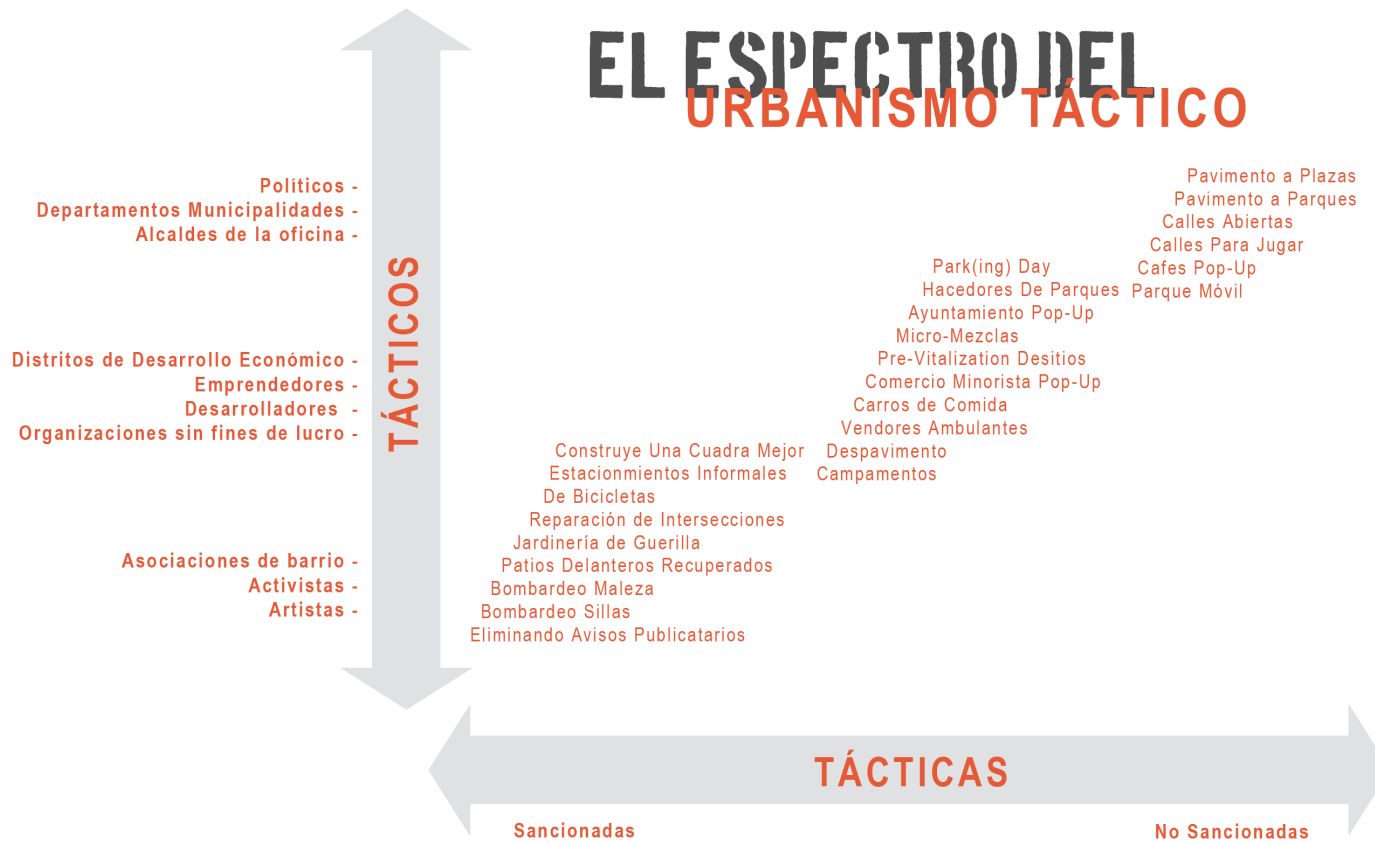 EL ESPECTRO DEL
URBANISMO TÁCTICO
Políticos -
Departamentos Municipalidades -
Alcaldes de la oficina -
Distritos de Desarrollo Económico -
Emprendedores -
Desarrolladores -
Organizaciones sin fines de lucro -
Asociaciones de barrio -
Activistas -
Artistas -
TÁCTICOS
Construye Una Cuadra Mejor
Estacionmientos Informales
De Bicicletas
Reparación de Intersecciones
Jardinería de Guerilla
Patios Delanteros Recuperados
Bombardeo Maleza
Bombardeo Sillas
Eliminando Avisos Publicatarios
Park(ing) Day
Hacedores De Parques
Ayuntamiento Pop-Up
Micro-Mezclas
Pre-Vitalization Desitios
Comercio Minorista Pop-Up
Carros de Comida
Vendores Ambulantes
Despavimento
Campamentos
Pavimento a Plazas
Pavimento a Parques
Calles Abiertas
Calles Para Jugar
Cafes Pop-Up
Parque Móvil
TÁCTICAS
Sancionadas
No Sancionadas